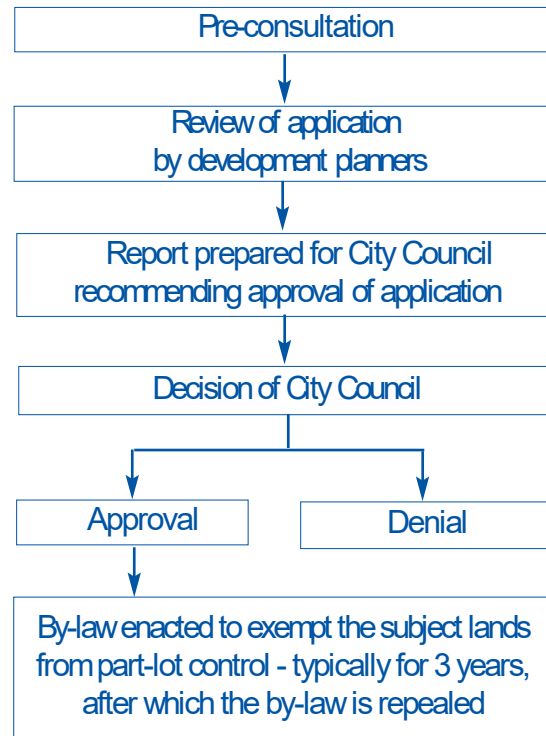 Pre-consultation
Review of application
by development planners
Report prepared for City Council
recommending approval of application
Decision of City Council
Approval
Denial
By-law enacted to exempt the subject lands
from part-lot control - typically for 3 years,
after which the by-law is repealed